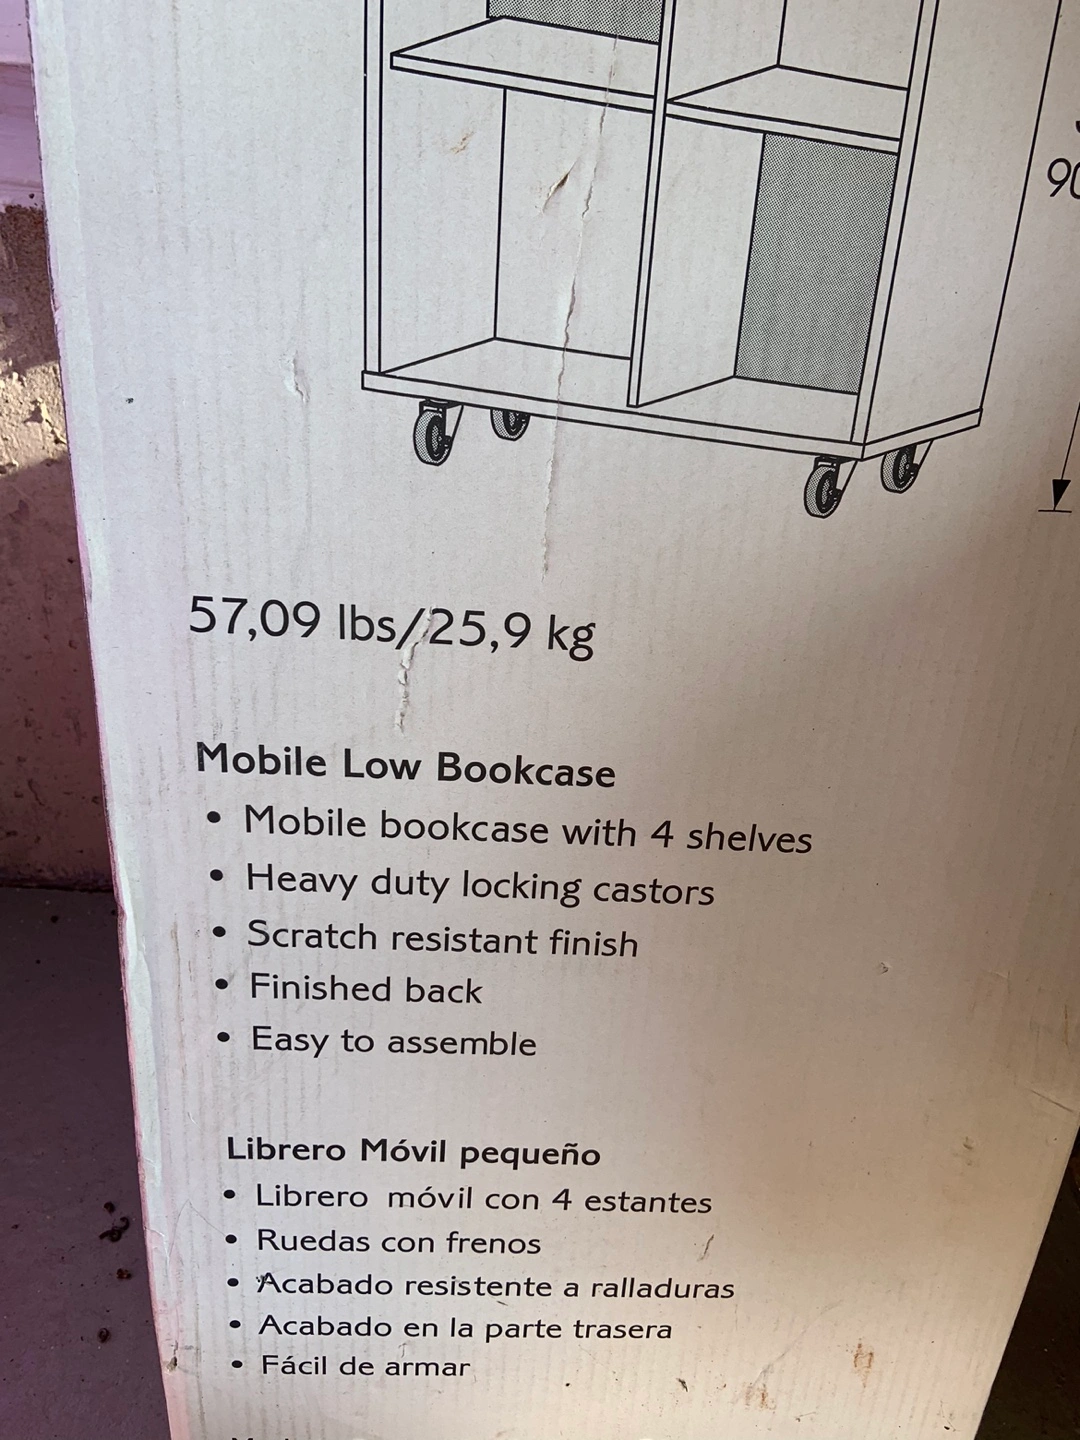 57,09 lbs/25,9 kg
Mobile Low Bookcase
• Mobile bookcase with 4 shelves
• Heavy duty locking castors
• Scratch resistant finish
• Finished back
• Easy to assemble
Librero Móvil pequeño
• Librero móvil con 4 estantes
• Ruedas con frenos
• Acabado resistente a ralladuras
• Acabado en la parte trasera
• Fácil de armar